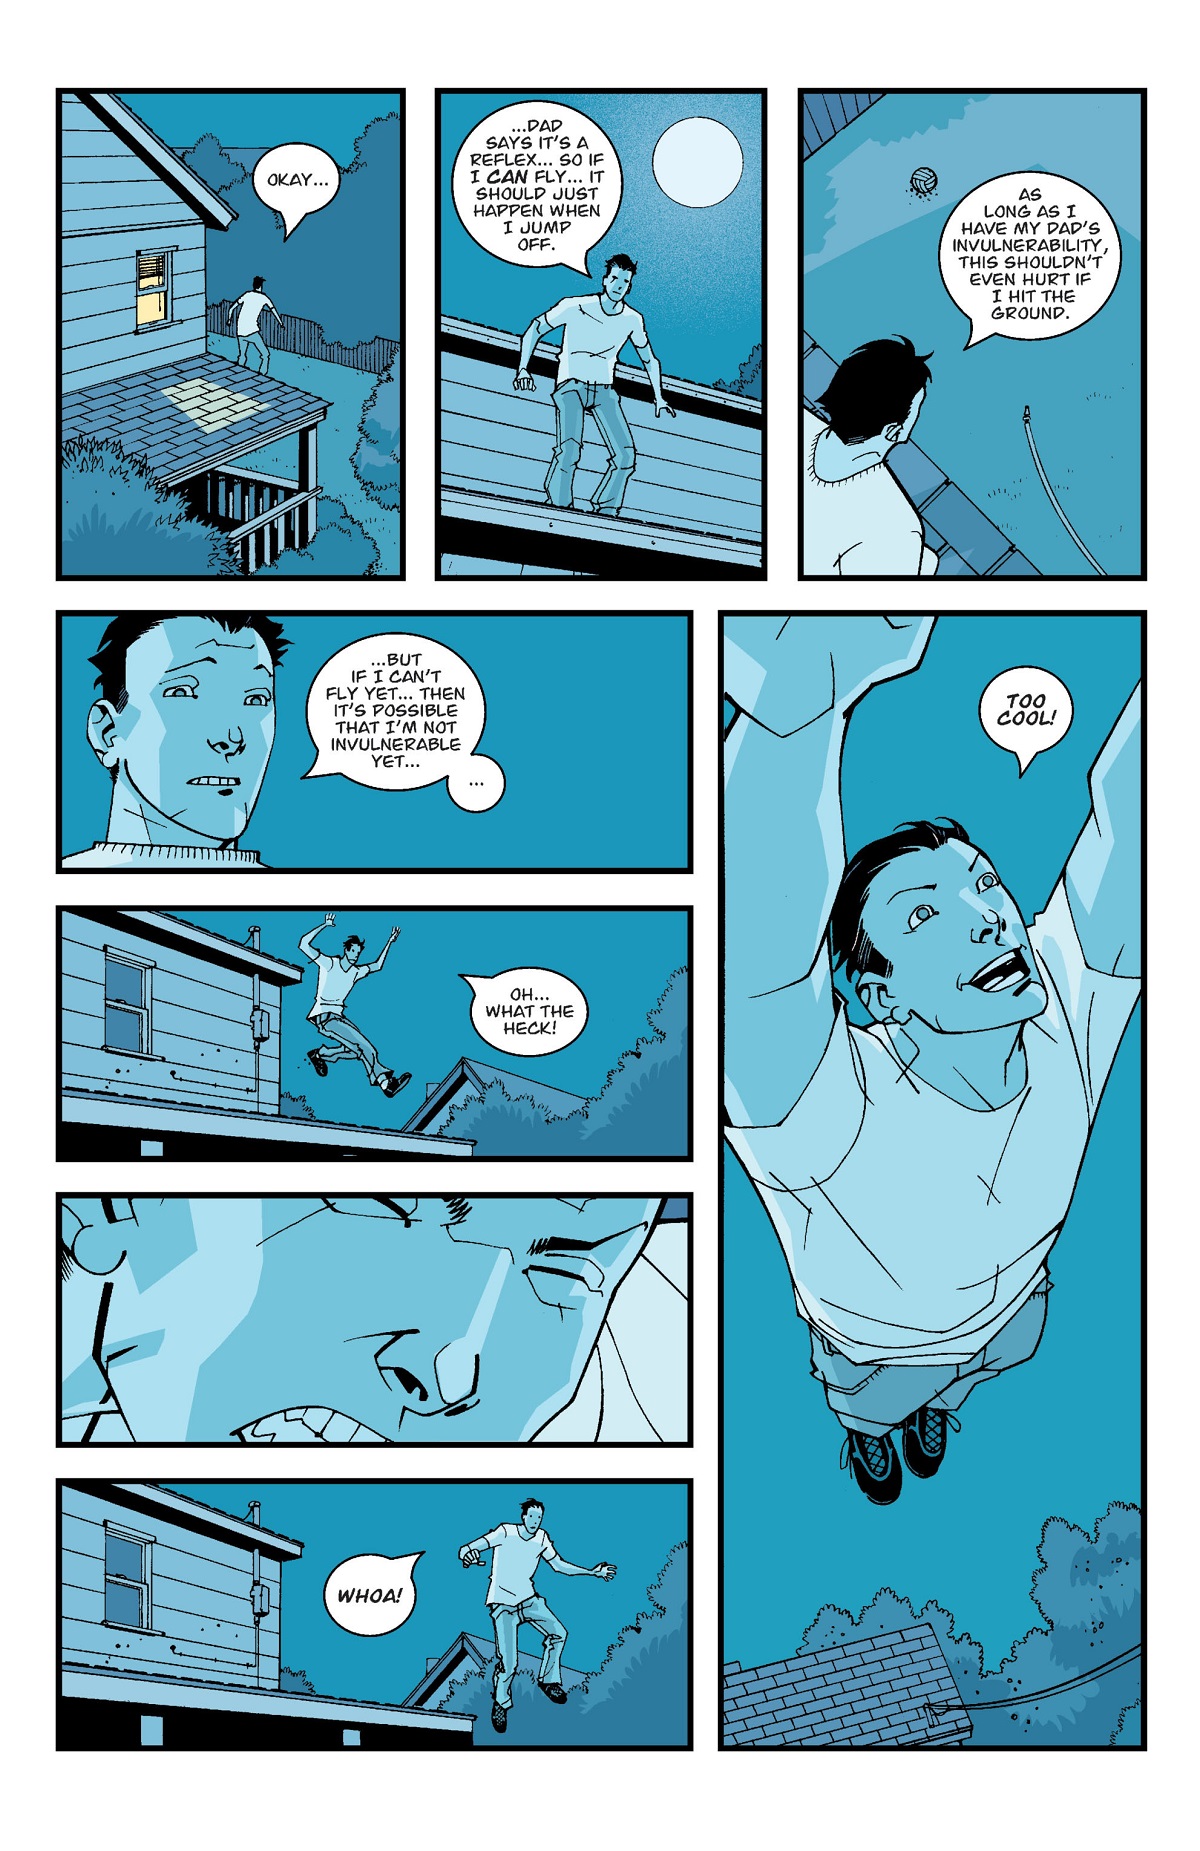 OKAY...
...DAD
SAYS IT'S A
REFLEX... SO IF
I CAN FLY... IT
SHOULD JUST
HAPPEN WHEN
I JUMP
OFF.
AS
LONG AS I
HAVE MY DAD'S
INVULNERABILITY,
THIS SHOULDN'T
EVEN HURT IF
I HIT THE
GROUND.
...BUT
IF I CAN'T
FLY YET... THEN
IT'S POSSIBLE
THAT I'M NOT
INVULNERABLE
YET...
...
OH...
WHAT THE
HECK!
WHOA!
TOO
COOL!